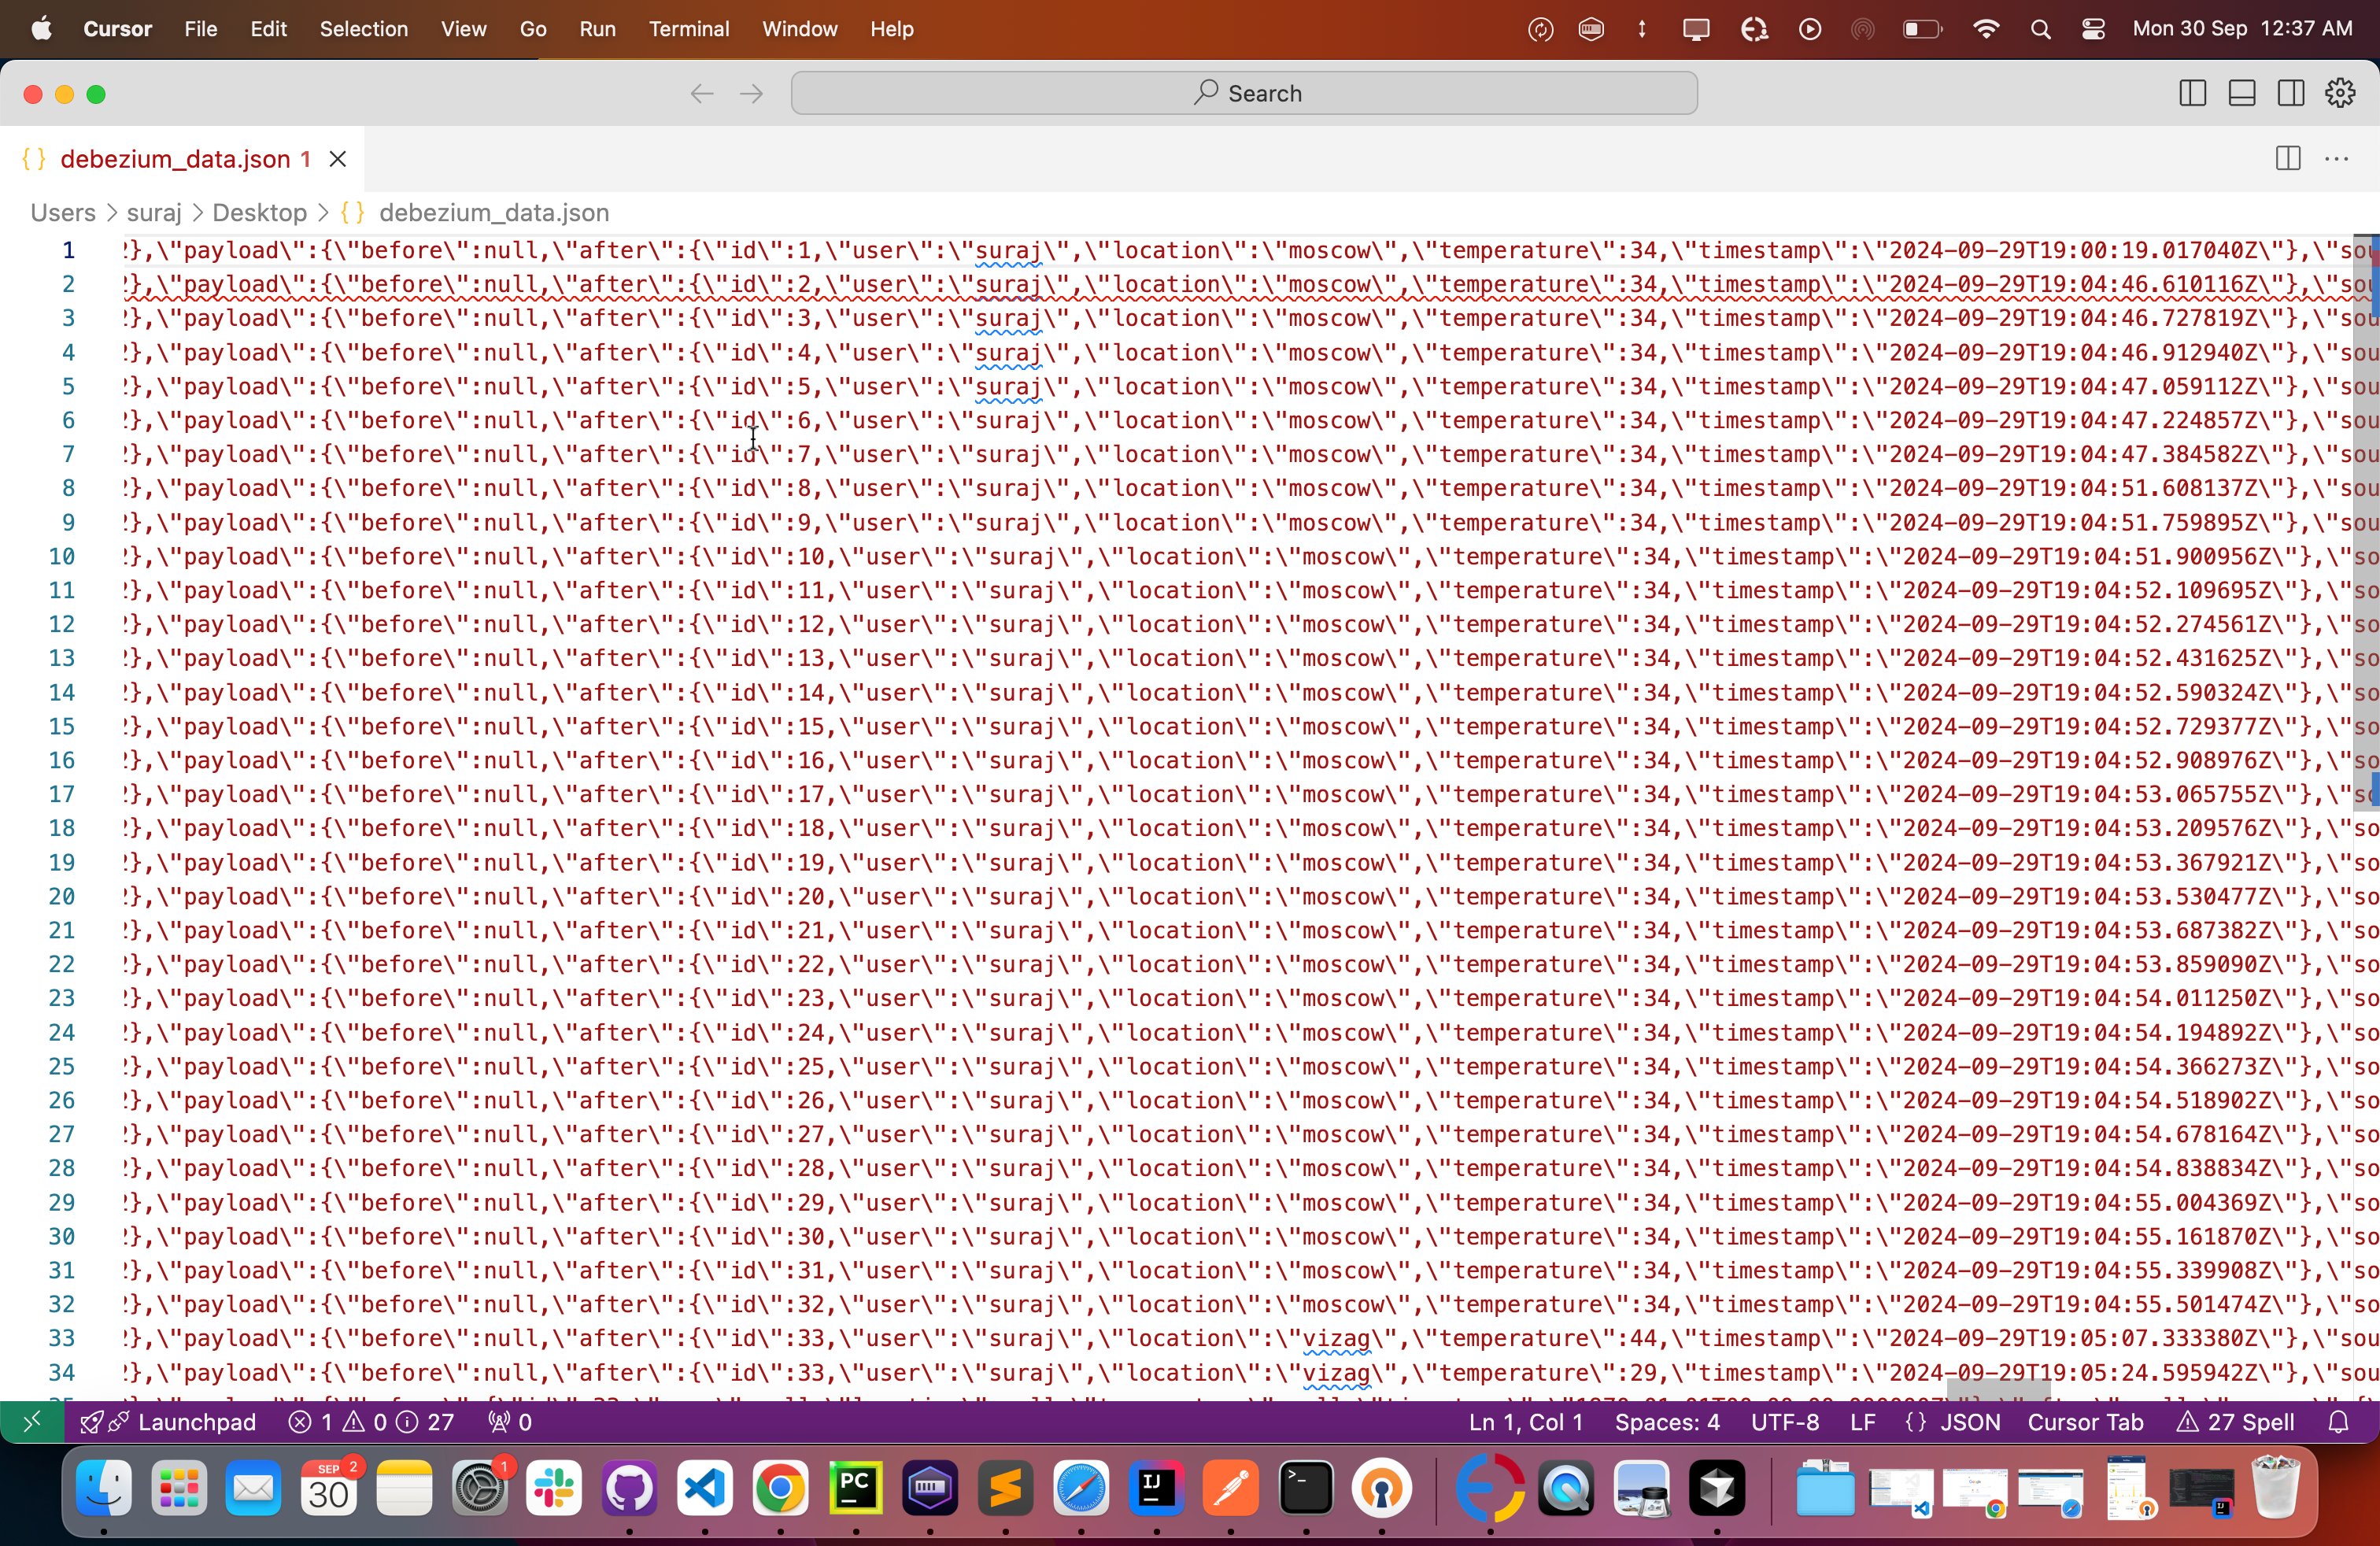 Cursor File Edit Selection View Go Run Terminal Window Help Mon 30 Sep 12:37 AM
Search
{ } debezium_data.json 1
Users > suraj > Desktop > { } debezium_data.json
1 },\"payload\":{\"before\":null,\"after\":{\"id\":1,\"user\":\"suraj\",\"location\":\"moscow\",\"temperature\":34,\"timestamp\":\"2024-09-29T19:00:19.017040Z\"},\"sou
2 },\"payload\":{\"before\":null,\"after\":{\"id\":2,\"user\":\"suraj\",\"location\":\"moscow\",\"temperature\":34,\"timestamp\":\"2024-09-29T19:04:46.610116Z\"},\"sou
3 },\"payload\":{\"before\":null,\"after\":{\"id\":3,\"user\":\"suraj\",\"location\":\"moscow\",\"temperature\":34,\"timestamp\":\"2024-09-29T19:04:46.727819Z\"},\"sou
4 },\"payload\":{\"before\":null,\"after\":{\"id\":4,\"user\":\"suraj\",\"location\":\"moscow\",\"temperature\":34,\"timestamp\":\"2024-09-29T19:04:46.912940Z\"},\"sou
5 },\"payload\":{\"before\":null,\"after\":{\"id\":5,\"user\":\"suraj\",\"location\":\"moscow\",\"temperature\":34,\"timestamp\":\"2024-09-29T19:04:47.059112Z\"},\"sou
6 },\"payload\":{\"before\":null,\"after\":{\"id\":6,\"user\":\"suraj\",\"location\":\"moscow\",\"temperature\":34,\"timestamp\":\"2024-09-29T19:04:47.224857Z\"},\"sou
7 },\"payload\":{\"before\":null,\"after\":{\"id\":7,\"user\":\"suraj\",\"location\":\"moscow\",\"temperature\":34,\"timestamp\":\"2024-09-29T19:04:47.384582Z\"},\"sou
8 },\"payload\":{\"before\":null,\"after\":{\"id\":8,\"user\":\"suraj\",\"location\":\"moscow\",\"temperature\":34,\"timestamp\":\"2024-09-29T19:04:51.608137Z\"},\"sou
9 },\"payload\":{\"before\":null,\"after\":{\"id\":9,\"user\":\"suraj\",\"location\":\"moscow\",\"temperature\":34,\"timestamp\":\"2024-09-29T19:04:51.759895Z\"},\"sou
10 },\"payload\":{\"before\":null,\"after\":{\"id\":10,\"user\":\"suraj\",\"location\":\"moscow\",\"temperature\":34,\"timestamp\":\"2024-09-29T19:04:51.900956Z\"},\"so
11 },\"payload\":{\"before\":null,\"after\":{\"id\":11,\"user\":\"suraj\",\"location\":\"moscow\",\"temperature\":34,\"timestamp\":\"2024-09-29T19:04:52.109695Z\"},\"so
12 },\"payload\":{\"before\":null,\"after\":{\"id\":12,\"user\":\"suraj\",\"location\":\"moscow\",\"temperature\":34,\"timestamp\":\"2024-09-29T19:04:52.274561Z\"},\"so
13 },\"payload\":{\"before\":null,\"after\":{\"id\":13,\"user\":\"suraj\",\"location\":\"moscow\",\"temperature\":34,\"timestamp\":\"2024-09-29T19:04:52.431625Z\"},\"so
14 },\"payload\":{\"before\":null,\"after\":{\"id\":14,\"user\":\"suraj\",\"location\":\"moscow\",\"temperature\":34,\"timestamp\":\"2024-09-29T19:04:52.590324Z\"},\"so
15 },\"payload\":{\"before\":null,\"after\":{\"id\":15,\"user\":\"suraj\",\"location\":\"moscow\",\"temperature\":34,\"timestamp\":\"2024-09-29T19:04:52.729377Z\"},\"so
16 },\"payload\":{\"before\":null,\"after\":{\"id\":16,\"user\":\"suraj\",\"location\":\"moscow\",\"temperature\":34,\"timestamp\":\"2024-09-29T19:04:52.908976Z\"},\"so
17 },\"payload\":{\"before\":null,\"after\":{\"id\":17,\"user\":\"suraj\",\"location\":\"moscow\",\"temperature\":34,\"timestamp\":\"2024-09-29T19:04:53.065755Z\"},\"so
18 },\"payload\":{\"before\":null,\"after\":{\"id\":18,\"user\":\"suraj\",\"location\":\"moscow\",\"temperature\":34,\"timestamp\":\"2024-09-29T19:04:53.209576Z\"},\"so
19 },\"payload\":{\"before\":null,\"after\":{\"id\":19,\"user\":\"suraj\",\"location\":\"moscow\",\"temperature\":34,\"timestamp\":\"2024-09-29T19:04:53.367921Z\"},\"so
20 },\"payload\":{\"before\":null,\"after\":{\"id\":20,\"user\":\"suraj\",\"location\":\"moscow\",\"temperature\":34,\"timestamp\":\"2024-09-29T19:04:53.530477Z\"},\"so
21 },\"payload\":{\"before\":null,\"after\":{\"id\":21,\"user\":\"suraj\",\"location\":\"moscow\",\"temperature\":34,\"timestamp\":\"2024-09-29T19:04:53.687382Z\"},\"so
22 },\"payload\":{\"before\":null,\"after\":{\"id\":22,\"user\":\"suraj\",\"location\":\"moscow\",\"temperature\":34,\"timestamp\":\"2024-09-29T19:04:53.859090Z\"},\"so
23 },\"payload\":{\"before\":null,\"after\":{\"id\":23,\"user\":\"suraj\",\"location\":\"moscow\",\"temperature\":34,\"timestamp\":\"2024-09-29T19:04:54.011250Z\"},\"so
24 },\"payload\":{\"before\":null,\"after\":{\"id\":24,\"user\":\"suraj\",\"location\":\"moscow\",\"temperature\":34,\"timestamp\":\"2024-09-29T19:04:54.194892Z\"},\"so
25 },\"payload\":{\"before\":null,\"after\":{\"id\":25,\"user\":\"suraj\",\"location\":\"moscow\",\"temperature\":34,\"timestamp\":\"2024-09-29T19:04:54.366273Z\"},\"so
26 },\"payload\":{\"before\":null,\"after\":{\"id\":26,\"user\":\"suraj\",\"location\":\"moscow\",\"temperature\":34,\"timestamp\":\"2024-09-29T19:04:54.518902Z\"},\"so
27 },\"payload\":{\"before\":null,\"after\":{\"id\":27,\"user\":\"suraj\",\"location\":\"moscow\",\"temperature\":34,\"timestamp\":\"2024-09-29T19:04:54.678164Z\"},\"so
28 },\"payload\":{\"before\":null,\"after\":{\"id\":28,\"user\":\"suraj\",\"location\":\"moscow\",\"temperature\":34,\"timestamp\":\"2024-09-29T19:04:54.838834Z\"},\"so
29 },\"payload\":{\"before\":null,\"after\":{\"id\":29,\"user\":\"suraj\",\"location\":\"moscow\",\"temperature\":34,\"timestamp\":\"2024-09-29T19:04:55.004369Z\"},\"so
30 },\"payload\":{\"before\":null,\"after\":{\"id\":30,\"user\":\"suraj\",\"location\":\"moscow\",\"temperature\":34,\"timestamp\":\"2024-09-29T19:04:55.161870Z\"},\"so
31 },\"payload\":{\"before\":null,\"after\":{\"id\":31,\"user\":\"suraj\",\"location\":\"moscow\",\"temperature\":34,\"timestamp\":\"2024-09-29T19:04:55.339908Z\"},\"so
32 },\"payload\":{\"before\":null,\"after\":{\"id\":32,\"user\":\"suraj\",\"location\":\"moscow\",\"temperature\":34,\"timestamp\":\"2024-09-29T19:04:55.501474Z\"},\"so
33 },\"payload\":{\"before\":null,\"after\":{\"id\":33,\"user\":\"suraj\",\"location\":\"vizag\",\"temperature\":44,\"timestamp\":\"2024-09-29T19:05:07.333380Z\"},\"sou
34 },\"payload\":{\"before\":null,\"after\":{\"id\":33,\"user\":\"suraj\",\"location\":\"vizag\",\"temperature\":29,\"timestamp\":\"2024-09-29T19:05:24.595942Z\"},\"sou
Launchpad 1 0 27 0 Ln 1, Col 1 Spaces: 4 UTF-8 LF { } JSON Cursor Tab 27 Spell
SEP 2 1
30 PC IJ >_